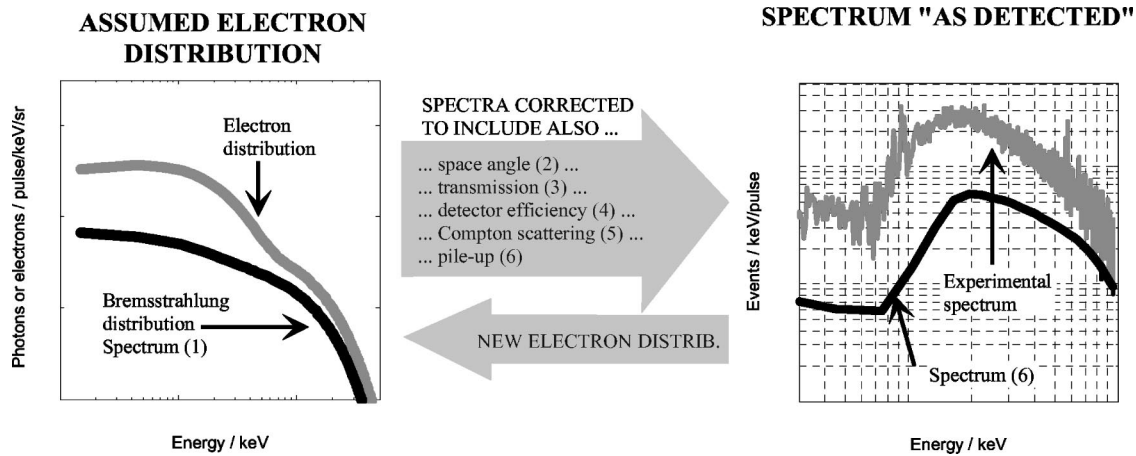 ASSUMED ELECTRON
DISTRIBUTION
Photons or electrons / pulse/keV/sr
Electron
distribution
Bremsstrahlung
distribution
Spectrum (1)
Energy / keV
SPECTRA CORRECTED
TO INCLUDE ALSO ...
... space angle (2) ...
... transmission (3) ...
... detector efficiency (4) ...
... Compton scattering (5) ...
... pile-up (6)
NEW ELECTRON DISTRIB.
SPECTRUM "AS DETECTED"
Events / keV/pulse
Experimental
spectrum
Spectrum (6)
Energy / keV